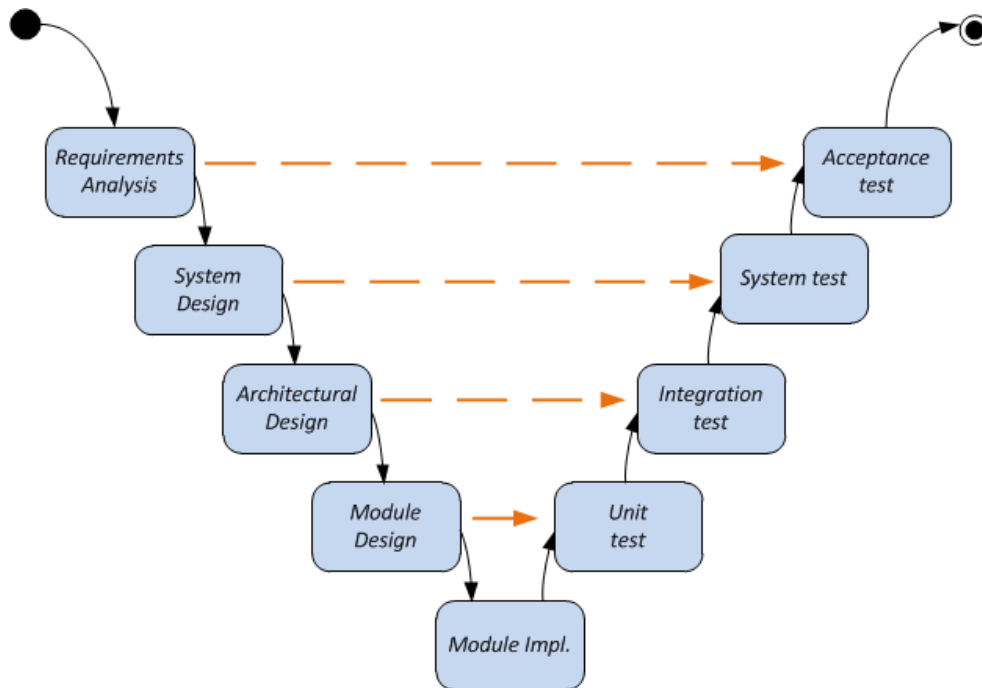 Requirements
Analysis
Acceptance
test
System
Design
System test
Architectural
Design
Integration
test
Module
Design
Unit
test
Module Impl.